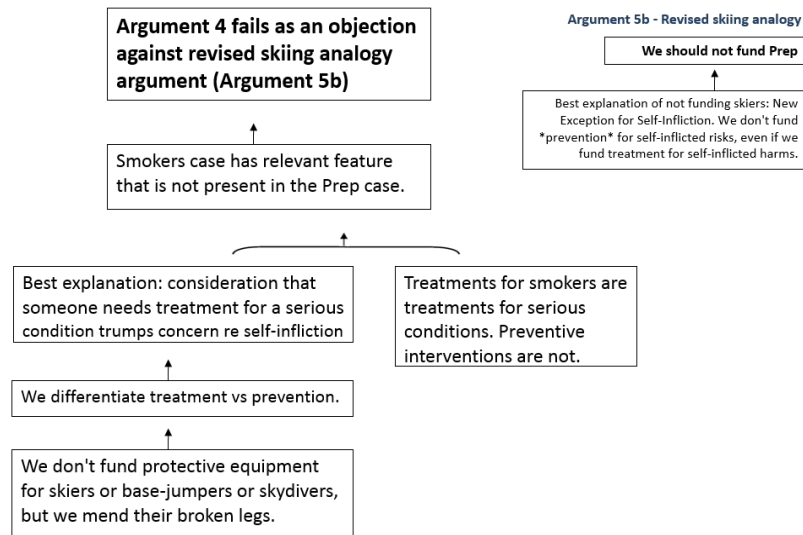 Argument 4 fails as an objection
against revised skiing analogy
argument (Argument 5b)
Smokers case has relevant feature
that is not present in the Prep case.
Best explanation: consideration that
someone needs treatment for a serious
condition trumps concern re self-infliction
Treatments for smokers are
treatments for serious
conditions. Preventive
interventions are not.
We differentiate treatment vs prevention.
We don't fund protective equipment
for skiers or base-jumpers or skydivers,
but we mend their broken legs.
Argument 5b - Revised skiing analogy
We should not fund Prep
Best explanation of not funding skiers: New
Exception for Self-Infliction. We don't fund
*prevention* for self-inflicted risks, even if we
fund treatment for self-inflicted harms.